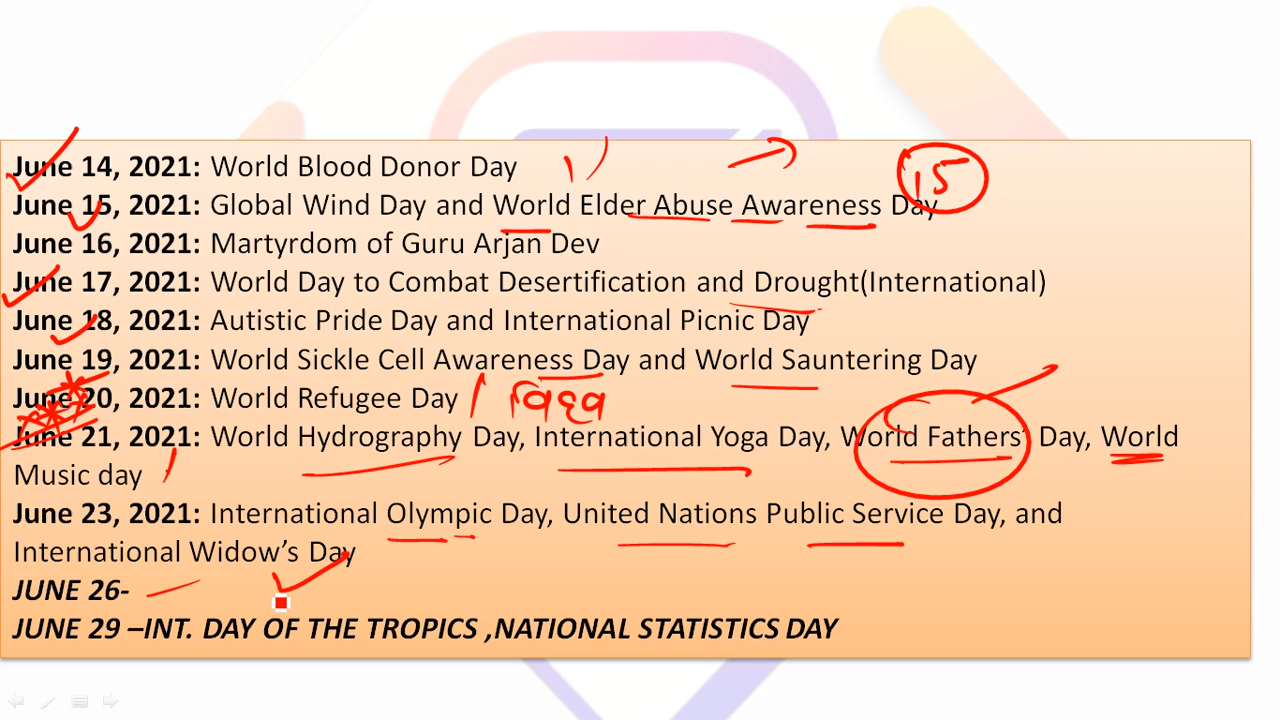 June 14, 2021: World Blood Donor Day
15
June 15, 2021: Global Wind Day and World Elder Abuse Awareness Day
June 16, 2021: Martyrdom of Guru Arjan Dev
June 17, 2021: World Day to Combat Desertification and Drought(International)
June 18, 2021: Autistic Pride Day and International Picnic Day
June 19, 2021: World Sickle Cell Awareness Day and World Sauntering Day
June 20, 2021: World Refugee Day
June 21, 2021: World Hydrography Day, International Yoga Day, World Fathers’ Day, World
Music day
June 23, 2021: International Olympic Day, United Nations Public Service Day, and
International Widow’s Day
JUNE 26-
JUNE 29 –INT. DAY OF THE TROPICS ,NATIONAL STATISTICS DAY